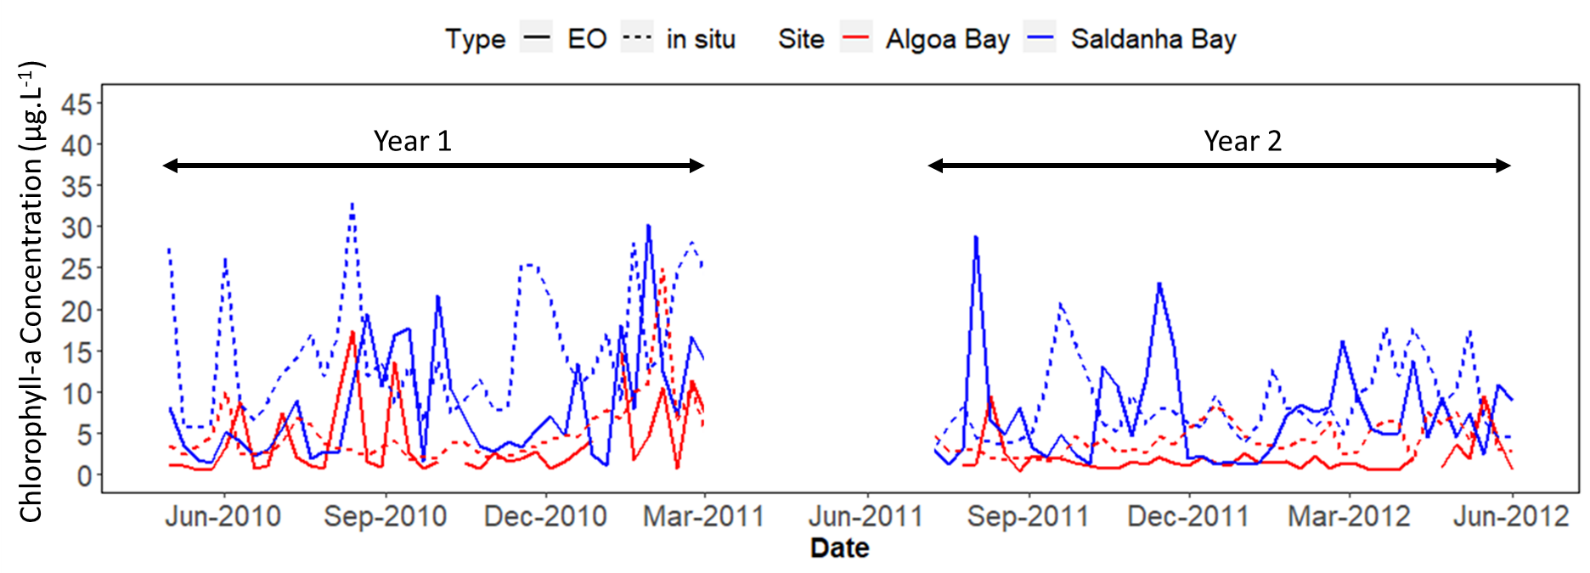 Type EO in situ Site Algoa Bay Saldanha Bay
Chlorophyll-a Concentration (µg.L-1)
45
40
35
30
25
20
15
10
5
0
Year 1
Year 2
Jun-2010 Sep-2010 Dec-2010 Mar-2011 Jun-2011 Sep-2011 Dec-2011 Mar-2012 Jun-2012
Date